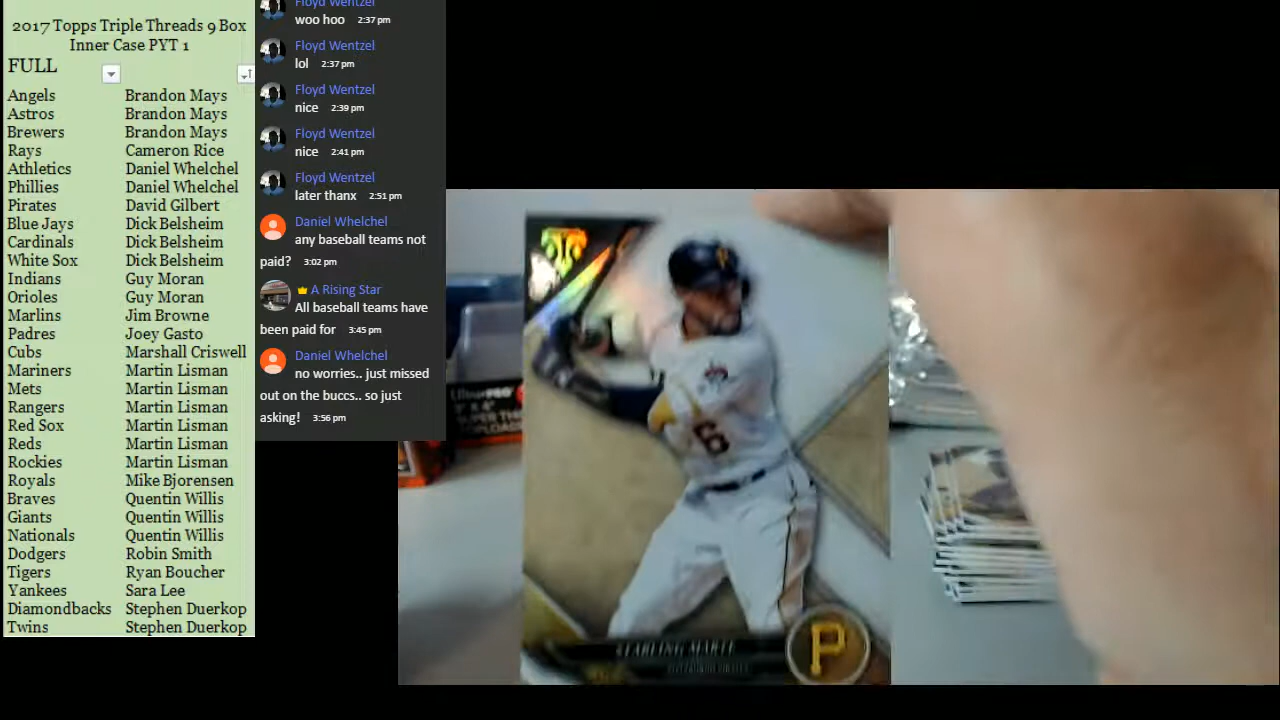 2017 Topps Triple Threads 9 Box
Inner Case PYT 1
FULL
Angels Brandon Mays
Astros Brandon Mays
Brewers Brandon Mays
Rays Cameron Rice
Athletics Daniel Whelchel
Phillies Daniel Whelchel
Pirates David Gilbert
Blue Jays Dick Belsheim
Cardinals Dick Belsheim
White Sox Dick Belsheim
Indians Guy Moran
Orioles Guy Moran
Marlins Jim Browne
Padres Joey Gasto
Cubs Marshall Criswell
Mariners Martin Lisman
Mets Martin Lisman
Rangers Martin Lisman
Red Sox Martin Lisman
Reds Martin Lisman
Rockies Martin Lisman
Royals Mike Bjorensen
Braves Quentin Willis
Giants Quentin Willis
Nationals Quentin Willis
Dodgers Robin Smith
Tigers Ryan Boucher
Yankees Sara Lee
Diamondbacks Stephen Duerkop
Twins Stephen Duerkop
Floyd Wentzel
woo hoo 2:37 pm
Floyd Wentzel
lol 2:37 pm
Floyd Wentzel
nice 2:39 pm
Floyd Wentzel
nice 2:41 pm
Floyd Wentzel
later thanx 2:51 pm
Daniel Whelchel
any baseball teams not
paid? 3:02 pm
A Rising Star
All baseball teams have
been paid for 3:45 pm
Daniel Whelchel
no worries.. just missed
out on the buccs.. so just
asking! 3:56 pm
P
6
STARLING MARTE
P